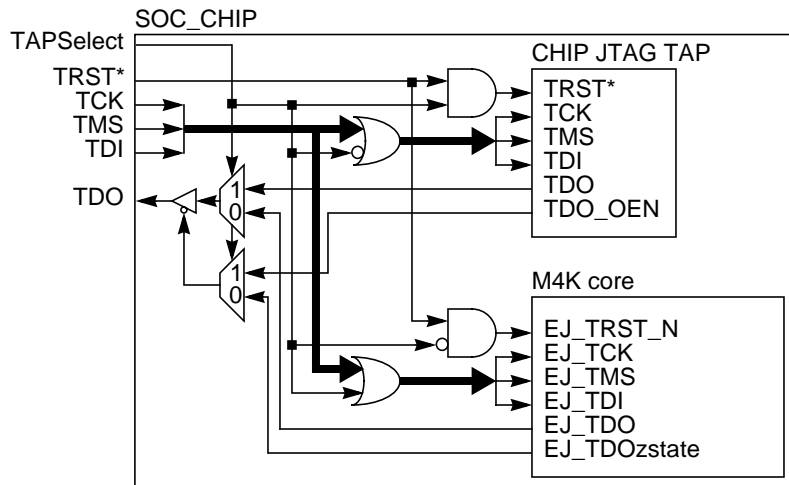 SOC_CHIP
TAPSelect
TRST*
TCK
TMS
TDI
TDO
CHIP JTAG TAP
TRST*
TCK
TMS
TDI
TDO
TDO_OEN
1
0
1
0
M4K core
EJ_TRST_N
EJ_TCK
EJ_TMS
EJ_TDI
EJ_TDO
EJ_TDOzstate